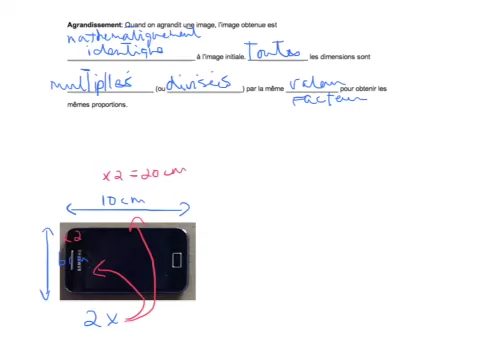 Agrandissement: Quand on agrandit une image, l'image obtenue est
mathématiquement
identique à l'image initiale. Toutes les dimensions sont
multipliés (ou divisés) par la même valeur pour obtenir les
facteur
mêmes proportions.
x 2 = 20 cm
10 cm
x 2
SAMSUNG
2 x